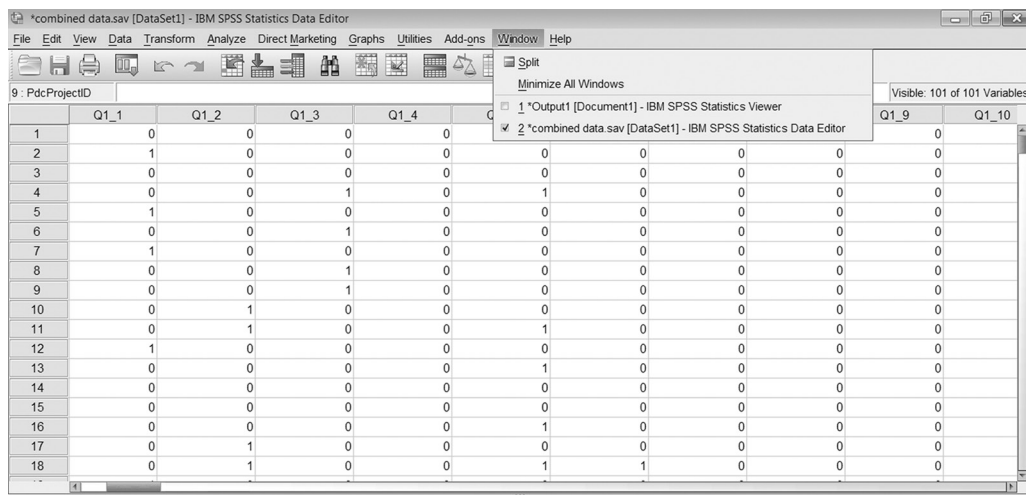 *combined data.sav [DataSet1] - IBM SPSS Statistics Data Editor
File Edit View Data Transform Analyze Direct Marketing Graphs Utilities Add-ons Window Help
Split
Minimize All Windows
1 *Output1 [Document1] - IBM SPSS Statistics Viewer
2 *combined data.sav [DataSet1] - IBM SPSS Statistics Data Editor
9 : PdcProjectID Visible: 101 of 101 Variables
Q1_1 Q1_2 Q1_3 Q1_4 Q1_9 Q1_10
1 0 0 0 0 0
2 1 0 0 0 0 0 0 0 0
3 0 0 0 0 0 0 0 0 0
4 0 0 1 0 1 0 0 0 0
5 1 0 0 0 0 0 0 0 0
6 0 0 1 0 0 0 0 0 0
7 1 0 0 0 0 0 0 0 0
8 0 0 1 0 0 0 0 0 0
9 0 0 1 0 0 0 0 0 0
10 0 1 0 0 0 0 0 0 0
11 0 1 0 0 1 0 0 0 0
12 1 0 0 0 0 0 0 0 0
13 0 0 0 0 1 0 0 0 0
14 0 0 0 0 0 0 0 0 0
15 0 0 0 0 0 0 0 0 0
16 0 0 0 0 1 0 0 0 0
17 0 1 0 0 0 0 0 0 0
18 0 1 0 0 1 1 0 0 0